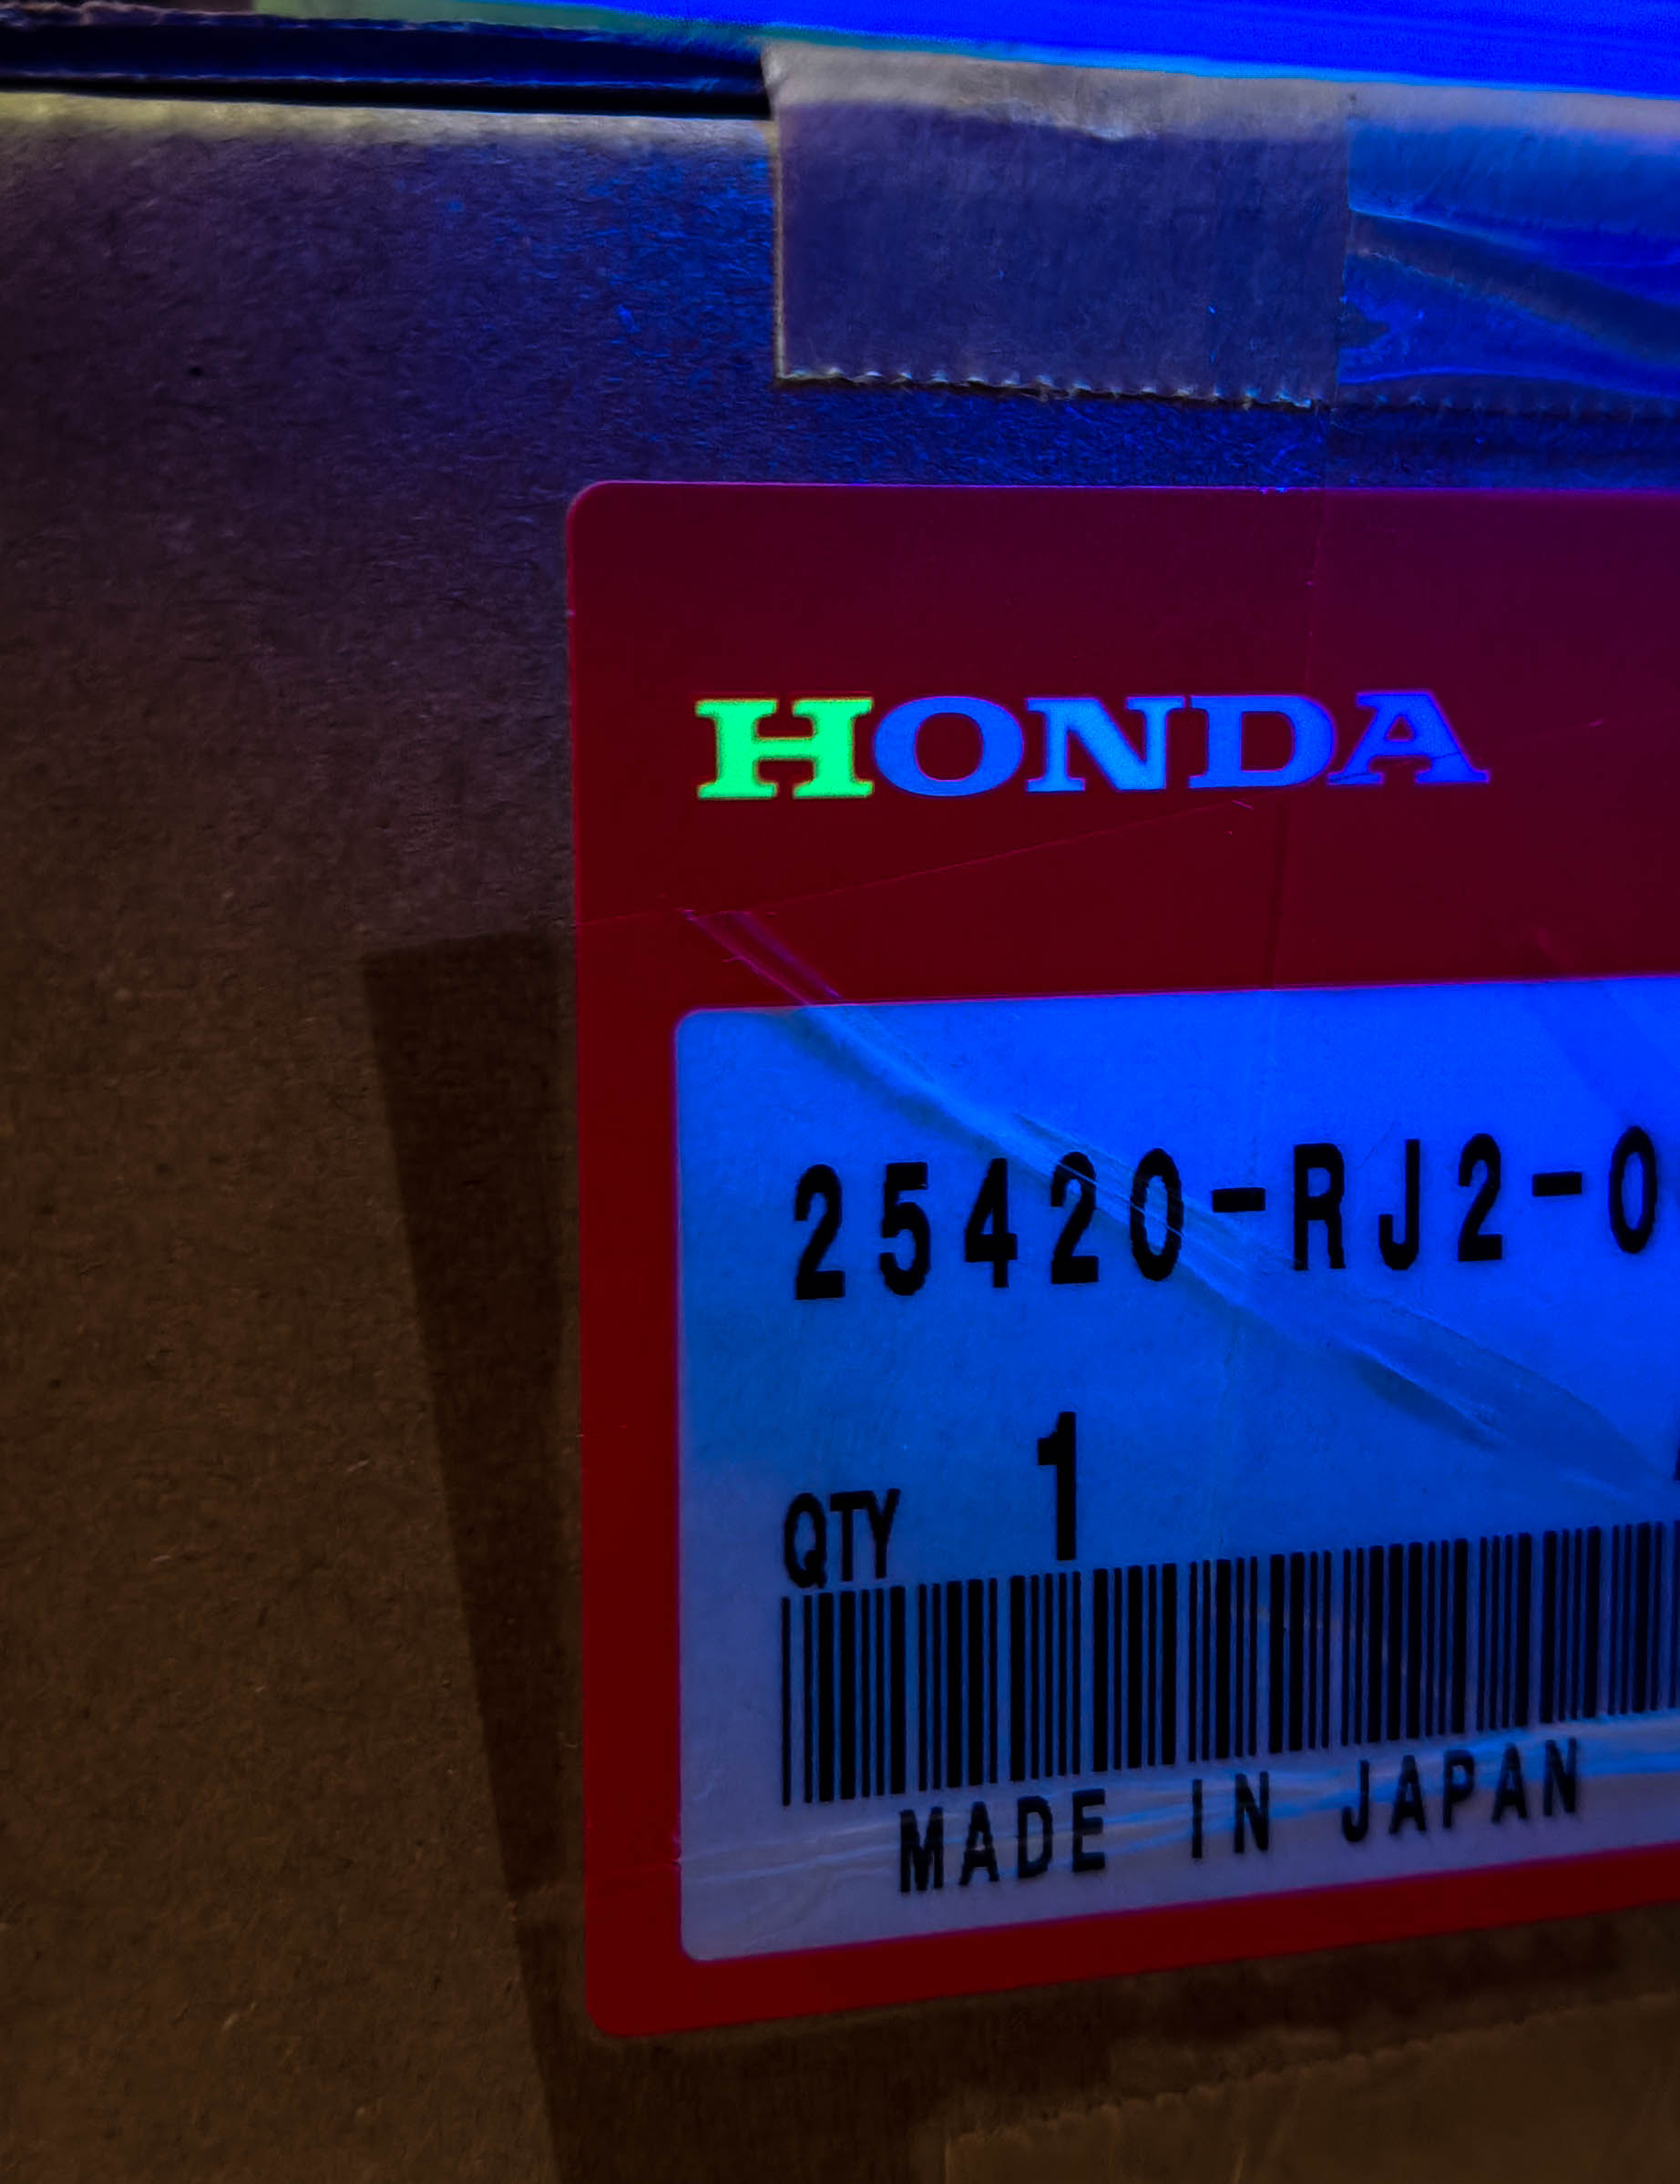 HONDA
25420-RJ2-0
1
QTY
MADE IN JAPAN